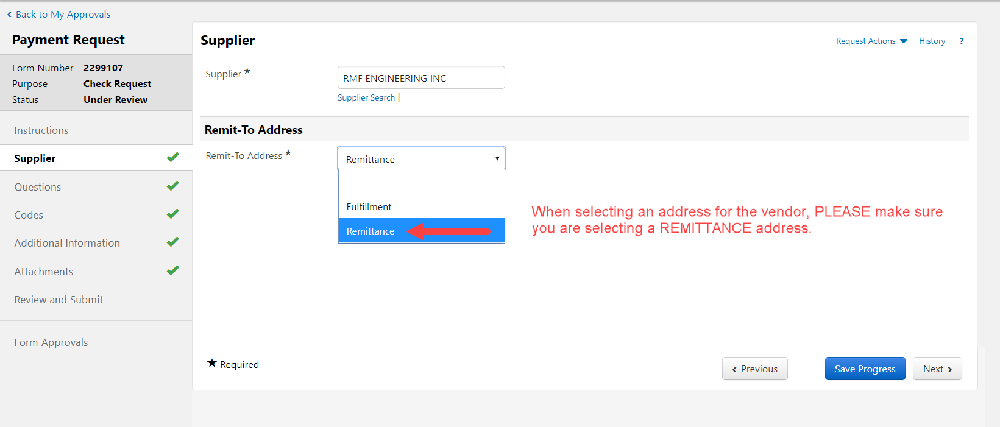 Back to My Approvals
Payment Request
Form Number 2299107
Purpose Check Request
Status Under Review
Instructions
Supplier
Questions
Codes
Additional Information
Attachments
Review and Submit
Form Approvals
Supplier
Request Actions History ?
Supplier ★
RMF ENGINEERING INC
Supplier Search |
Remit-To Address
Remit-To Address ★
Remittance
Fulfillment
Remittance
When selecting an address for the vendor, PLEASE make sure
you are selecting a REMITTANCE address.
★ Required
‹ Previous
Save Progress
Next ›